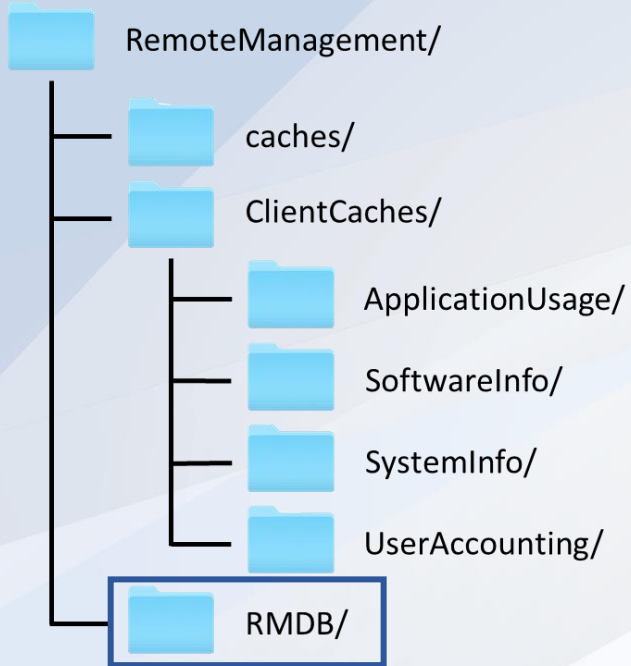 RemoteManagement/
caches/
ClientCaches/
ApplicationUsage/
SoftwareInfo/
SystemInfo/
UserAccounting/
RMDB/